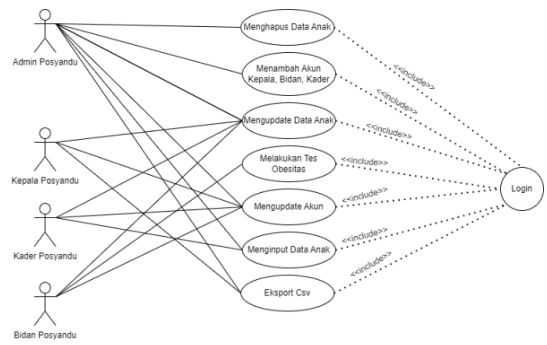 Admin Posyandu
Kepala Posyandu
Kader Posyandu
Bidan Posyandu
Menghapus Data Anak
Menambah Akun
Kepala, Bidan, Kader
Mengupdate Data Anak
Melakukan Tes
Obesitas
Mengupdate Akun
Menginput Data Anak
Eksport Csv
<<include>>
<<include>>
<<include>>
<<include>>
<<include>>
<<include>>
<<include>>
Login